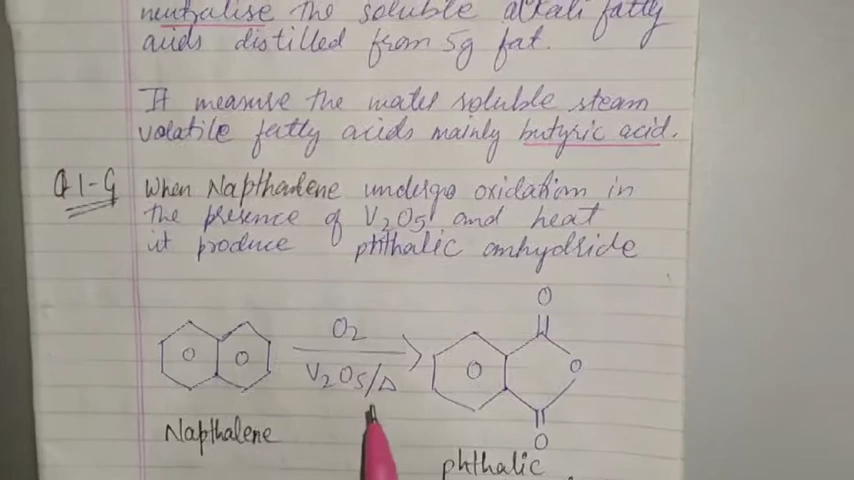 neutralise the soluble alkali fatty
acids distilled from 5g fat.
It measure the water soluble steam
volatile fatty acids mainly butyric acid.
Q1-G When Napthalene undergo oxidation in
the presence of V2O5 and heat
it produce phthalic anhydride
O
O2
O O V2O5/Δ O O
O
Napthalene
phthalic